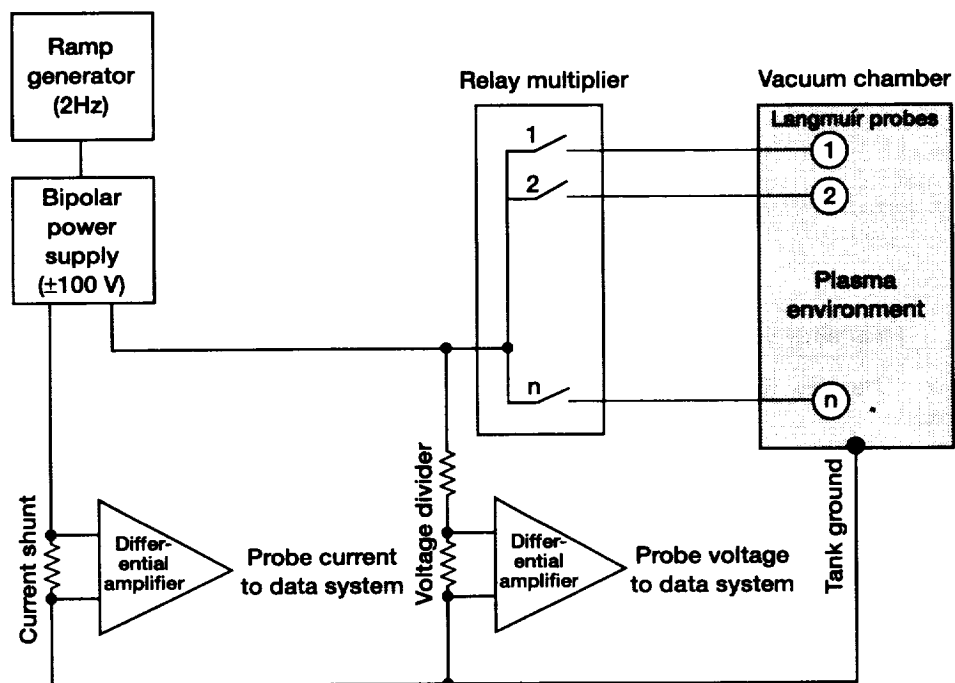 Ramp
generator
(2Hz)
Bipolar
power
supply
(±100 V)
Relay multiplier
1
2
n
Vacuum chamber
Langmuír probes
1
2
Plasma
environment
n
Current shunt
Differ-
ential
amplifier
Probe current
to data system
Voltage divider
Differ-
ential
amplifier
Probe voltage
to data system
Tank ground